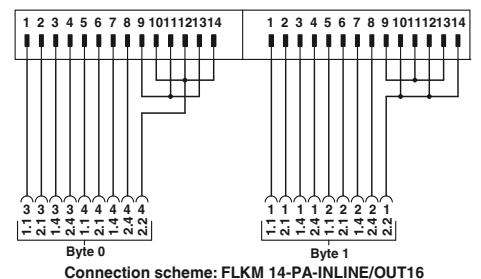 1 2 3 4 5 6 7 8 9 10 11 12 13 14 1 2 3 4 5 6 7 8 9 10 11 12 13 14
3 3 3 3 4 4 4 4 4 1 1 1 1 2 2 2 2 1
1.1 2.1 1.4 2.4 1.1 2.1 1.4 2.4 2.2 1.1 2.1 1.4 2.4 1.1 2.1 1.4 2.4 2.2
Byte 0 Byte 1
Connection scheme: FLKM 14-PA-INLINE/OUT16